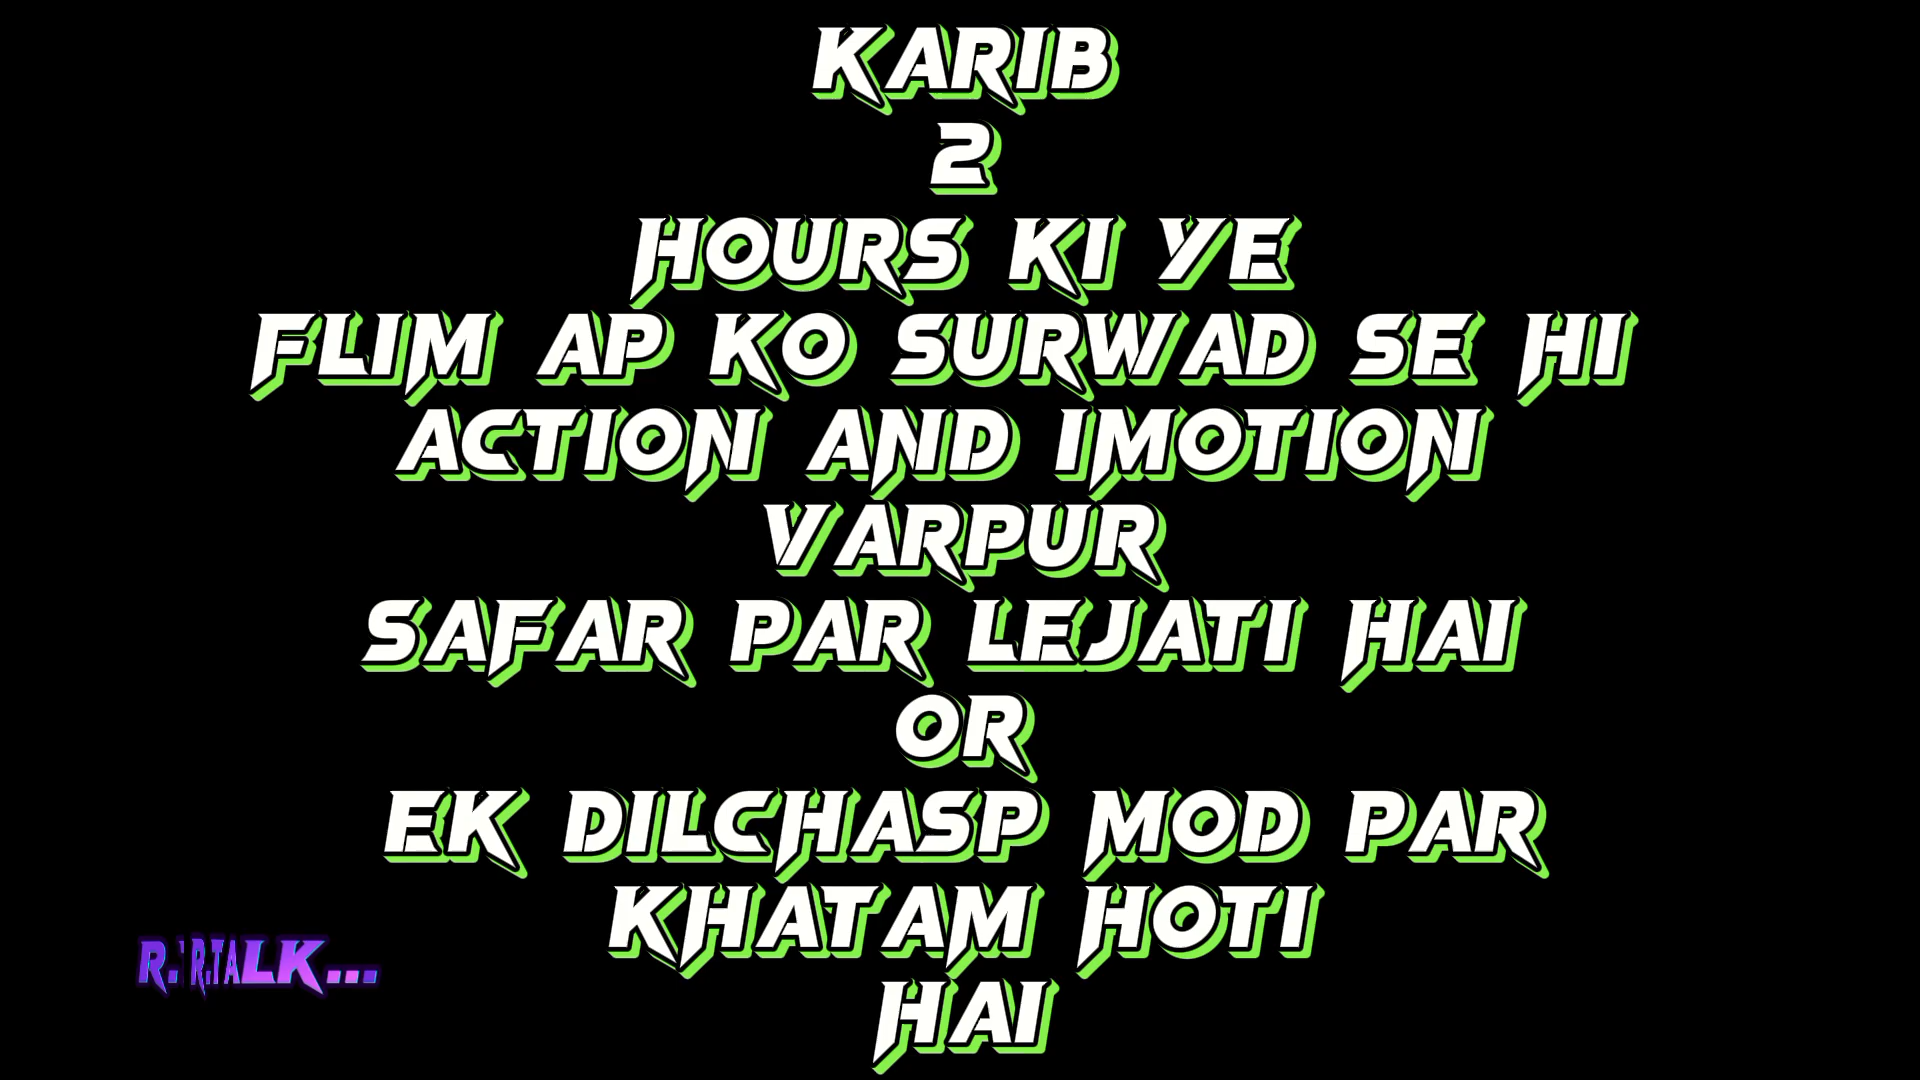 KARIB
2
HOURS KI YE
FLIM AP KO SURWAD SE HI
ACTION AND IMOTION
VARPUR
SAFAR PAR LEJATI HAI
OR
EK DILCHASP MOD PAR
KHATAM HOTI
HAI